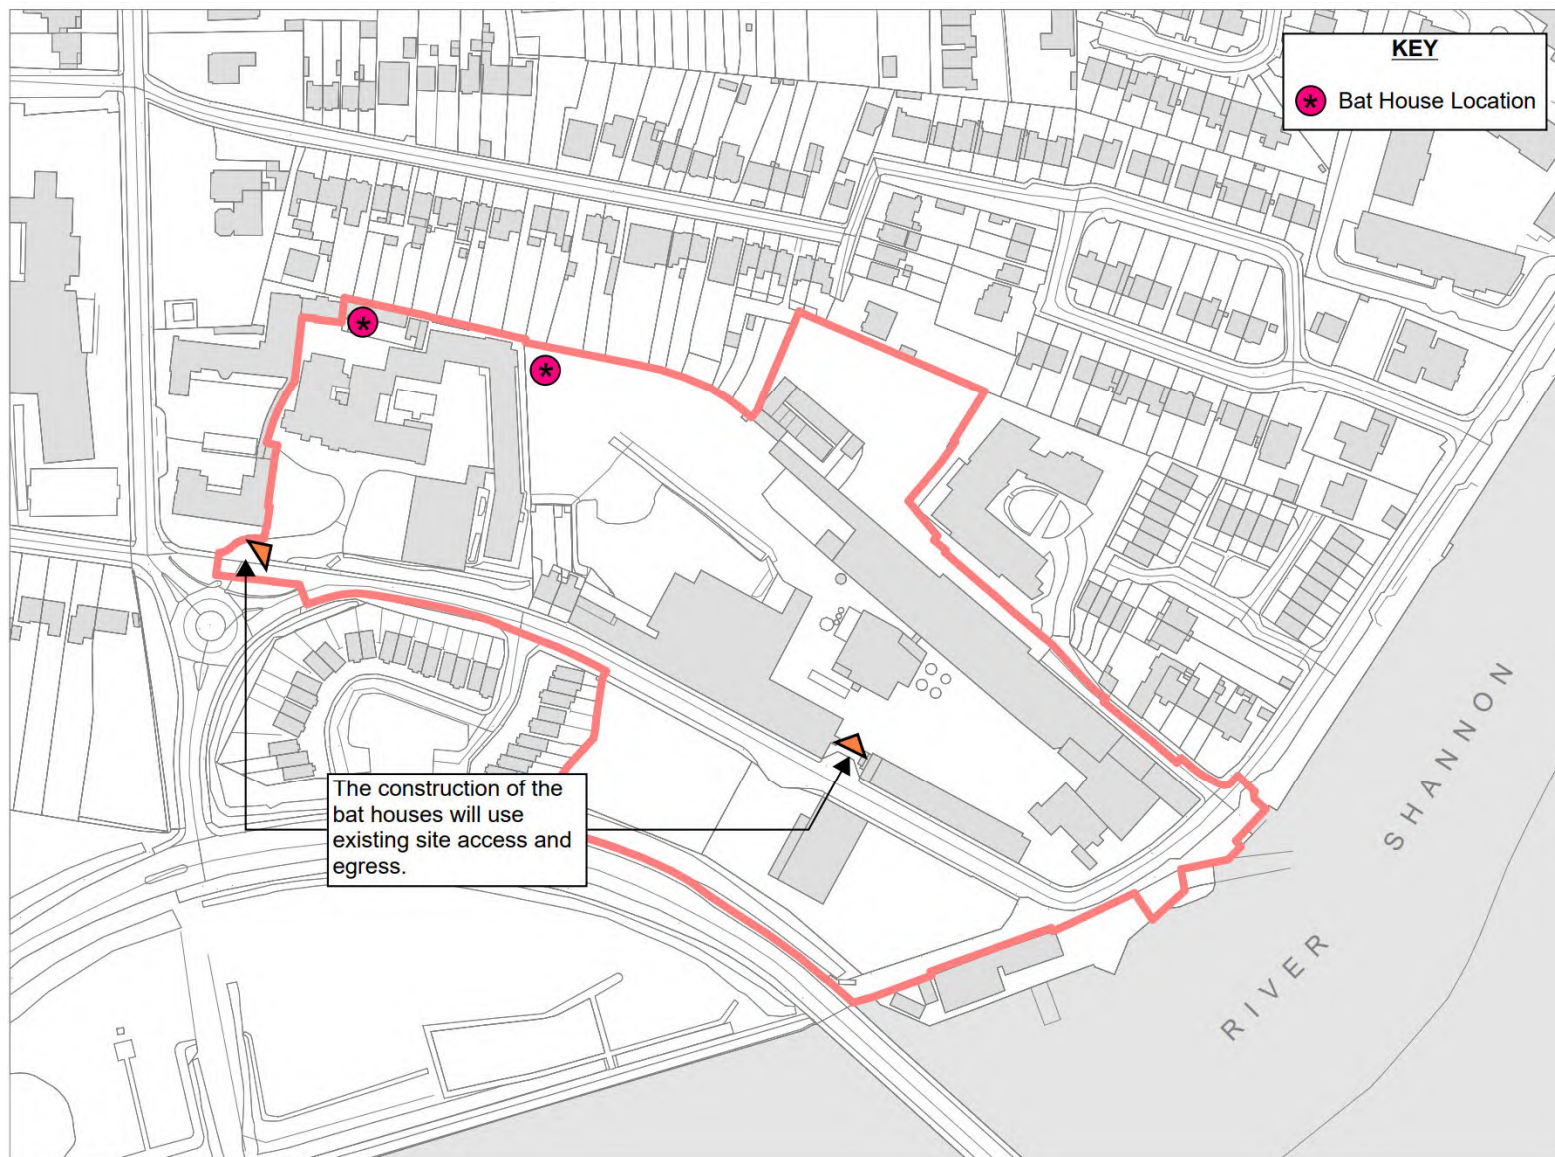 KEY
* Bat House Location
*
*
The construction of the
bat houses will use
existing site access and
egress.
RIVER SHANNON